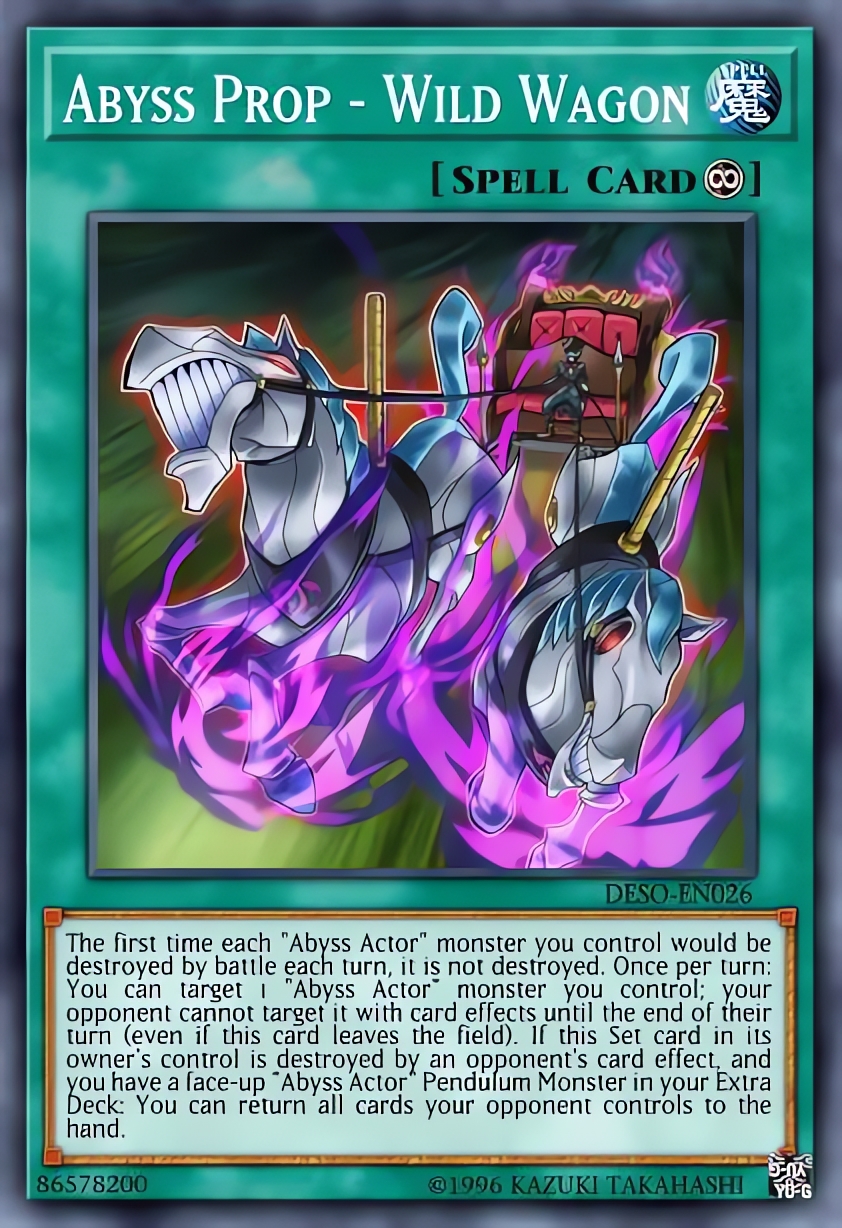 Abyss Prop - Wild Wagon
魔
[Spell Card]
DESO-EN026
The first time each "Abyss Actor" monster you control would be
destroyed by battle each turn, it is not destroyed. Once per turn:
You can target 1 "Abyss Actor" monster you control; your
opponent cannot target it with card effects until the end of their
turn (even if this card leaves the field). If this Set card in its
owner's control is destroyed by an opponent's card effect, and
you have a face-up "Abyss Actor" Pendulum Monster in your Extra
Deck: You can return all cards your opponent controls to the
hand.
86578200
©1996 KAZUKI TAKAHASHI